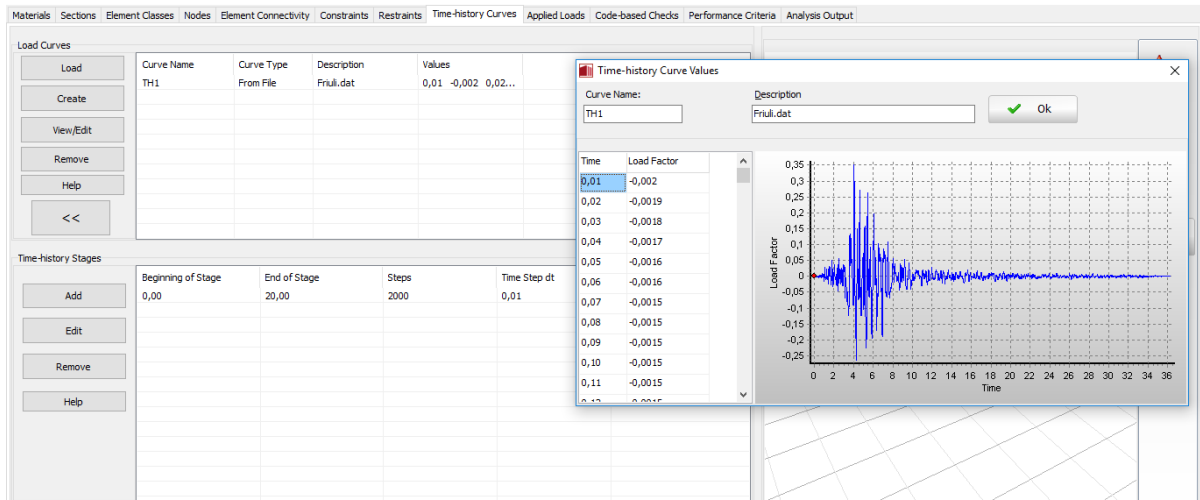 Materials Sections Element Classes Nodes Element Connectivity Constraints Restraints Time-history Curves Applied Loads Code-based Checks Performance Criteria Analysis Output
Load Curves
Load
Create
View/Edit
Remove
Help
<<
Curve Name Curve Type Description Values
TH1 From File Friuli.dat 0,01 -0,002 0,02...
Time-history Stages
Add
Edit
Remove
Help
Beginning of Stage End of Stage Steps Time Step dt
0,00 20,00 2000 0,01
Time-history Curve Values
Curve Name: Description
TH1 Friuli.dat Ok
Time Load Factor
0,01 -0,002
0,02 -0,0019
0,03 -0,0018
0,04 -0,0017
0,05 -0,0016
0,06 -0,0016
0,07 -0,0015
0,08 -0,0015
0,09 -0,0015
0,10 -0,0015
0,11 -0,0015
Load Factor
0,35
0,3
0,25
0,2
0,15
0,1
0,05
0
-0,05
-0,1
-0,15
-0,2
-0,25
0 2 4 6 8 10 12 14 16 18 20 22 24 26 28 30 32 34 36
Time